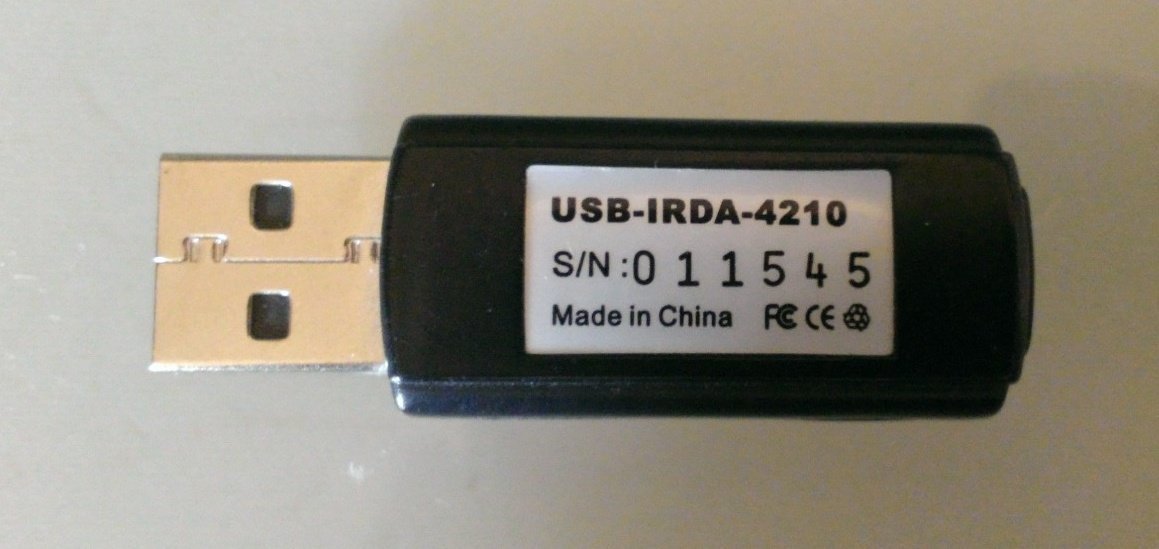 USB-IRDA-4210
S/N :011545
Made in China FC CE